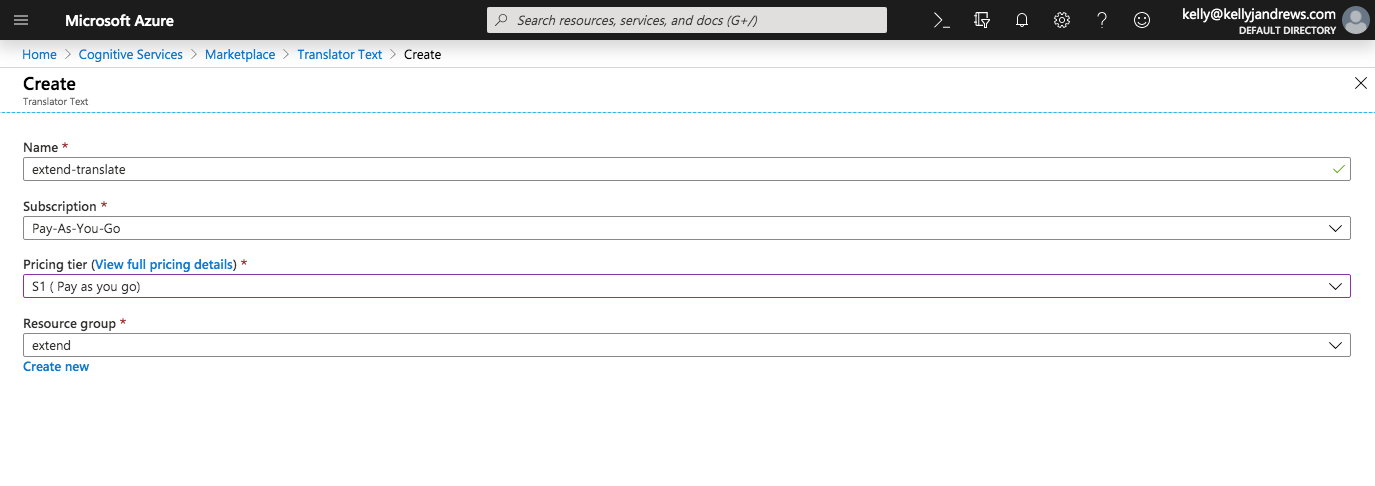 Microsoft Azure
Search resources, services, and docs (G+/)
kelly@kellyjandrews.com
DEFAULT DIRECTORY
Home > Cognitive Services > Marketplace > Translator Text > Create
Create
Translator Text
Name *
extend-translate
Subscription *
Pay-As-You-Go
Pricing tier (View full pricing details) *
S1 ( Pay as you go)
Resource group *
extend
Create new